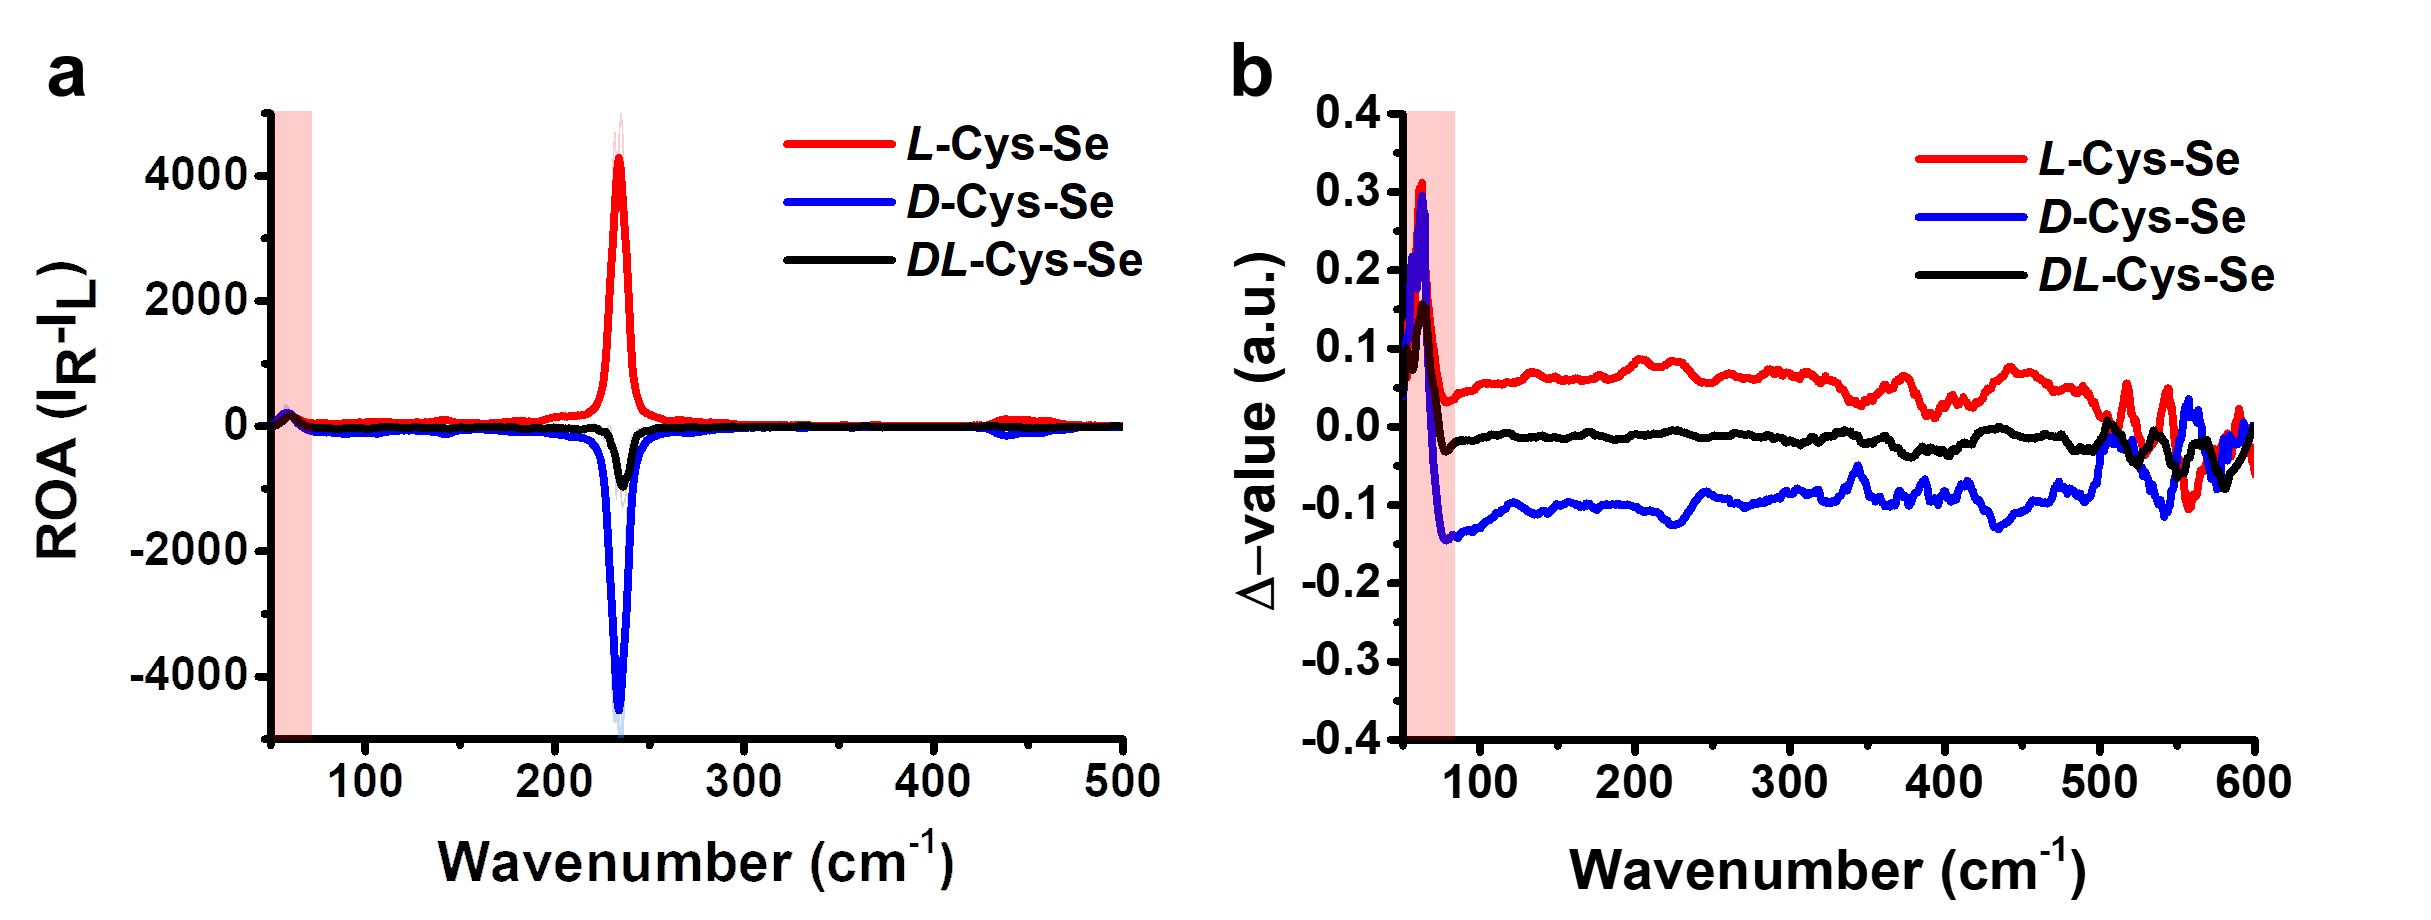 a
4000
2000
0
-2000
-4000
100
200
300
400
500
ROA (I_R-I_L)
Wavenumber (cm⁻¹)
L-Cys-Se
D-Cys-Se
DL-Cys-Se
b
0.4
0.3
0.2
0.1
0.0
-0.1
-0.2
-0.3
-0.4
100
200
300
400
500
600
Δ–value (a.u.)
Wavenumber (cm⁻¹)
L-Cys-Se
D-Cys-Se
DL-Cys-Se